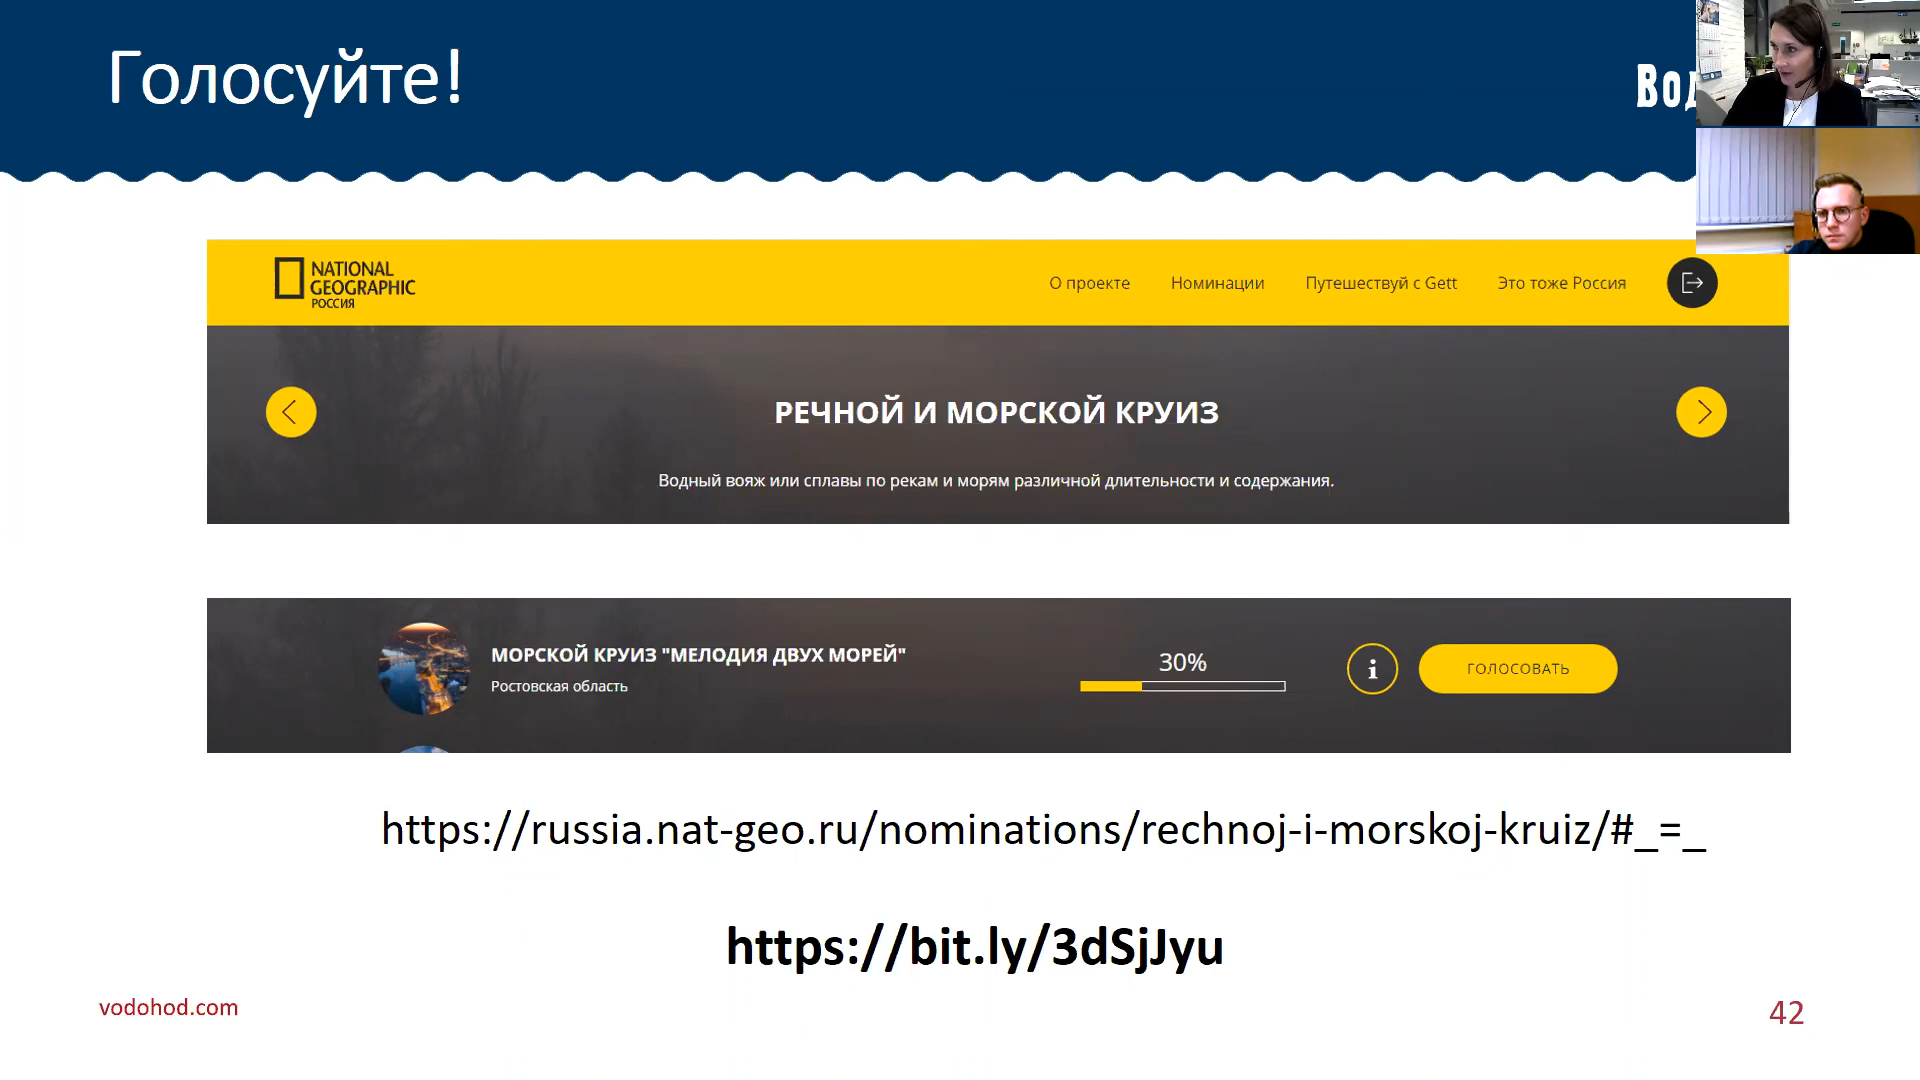 Голосуйте!
NATIONAL
GEOGRAPHIC
РОССИЯ
О проекте Номинации Путешествуй с Gett Это тоже Россия
РЕЧНОЙ И МОРСКОЙ КРУИЗ
Водный вояж или сплавы по рекам и морям различной длительности и содержания.
МОРСКОЙ КРУИЗ "МЕЛОДИЯ ДВУХ МОРЕЙ"
Ростовская область
30%
i
ГОЛОСОВАТЬ
https://russia.nat-geo.ru/nominations/rechnoj-i-morskoj-kruiz/#_=_
https://bit.ly/3dSjJyu
vodohod.com
42